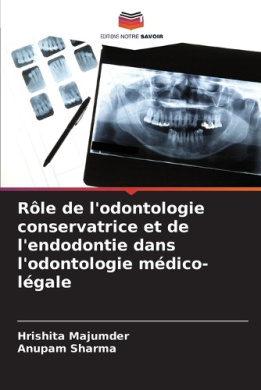 EDITIONS NOTRE SAVOIR
Rôle de l'odontologie
conservatrice et de
l'endodontie dans
l'odontologie médico-
légale
Hrishita Majumder
Anupam Sharma